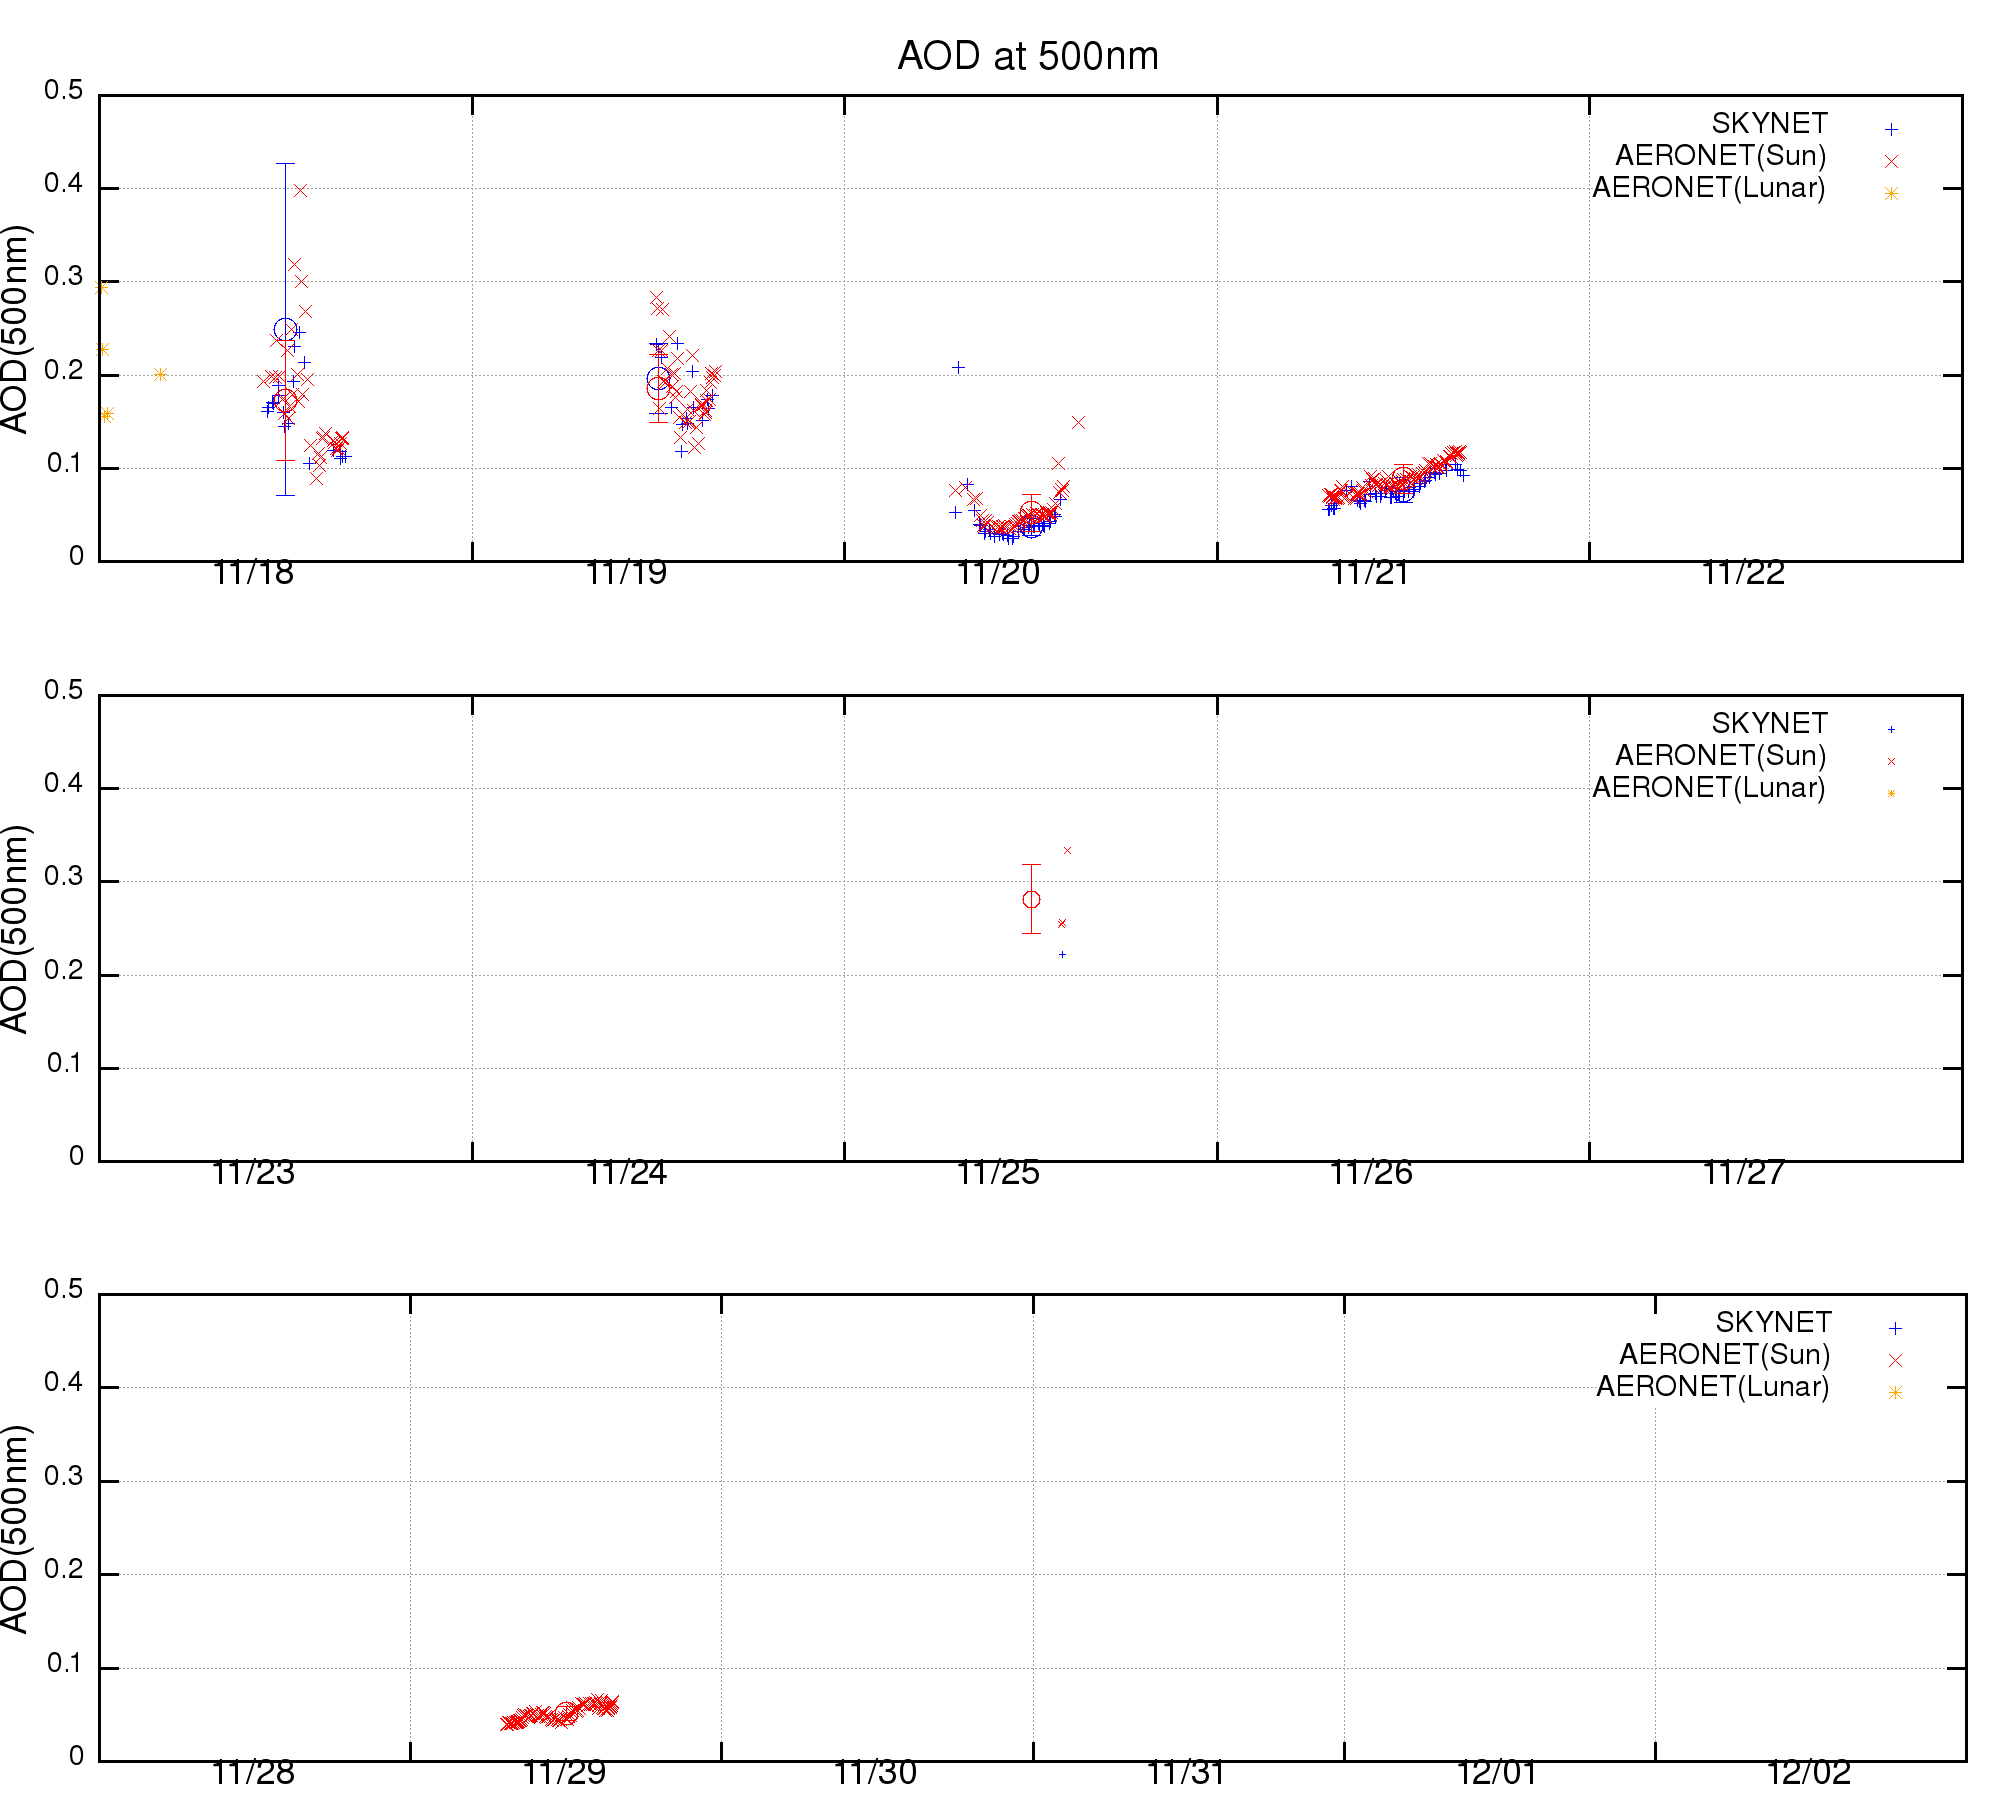 AOD at 500nm
AOD(500nm)
0.5
0.4
0.3
0.2
0.1
0
SKYNET
AERONET(Sun)
AERONET(Lunar)
11/18 11/19 11/20 11/21 11/22
AOD(500nm)
0.5
0.4
0.3
0.2
0.1
0
SKYNET
AERONET(Sun)
AERONET(Lunar)
11/23 11/24 11/25 11/26 11/27
AOD(500nm)
0.5
0.4
0.3
0.2
0.1
0
SKYNET
AERONET(Sun)
AERONET(Lunar)
11/28 11/29 11/30 11/31 12/01 12/02